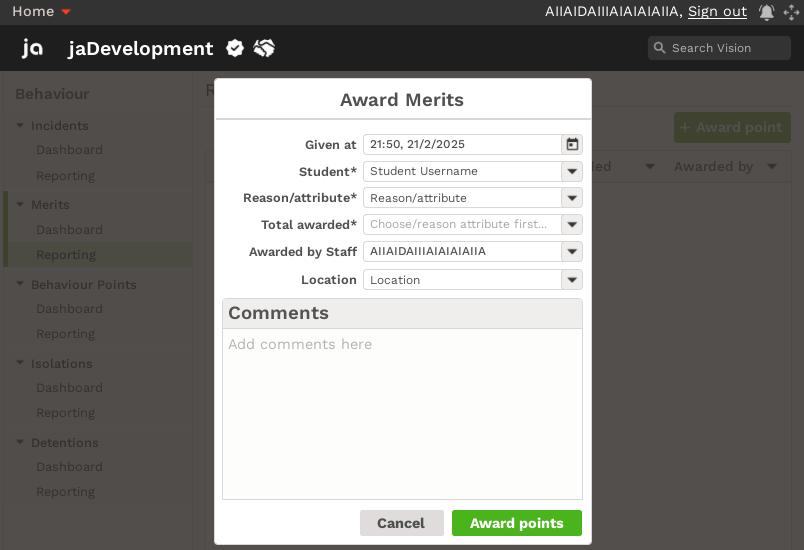 Home
AIIAIDAIIIAIAIAIAIIA, Sign out
ja jaDevelopment
Search Vision
Behaviour
Incidents
Dashboard
Reporting
Merits
Dashboard
Reporting
Behaviour Points
Dashboard
Reporting
Isolations
Dashboard
Reporting
Detentions
Dashboard
Reporting
+ Award point
Awarded by
Award Merits
Given at 21:50, 21/2/2025
Student* Student Username
Reason/attribute* Reason/attribute
Total awarded* Choose/reason attribute first...
Awarded by Staff AIIAIDAIIIAIAIAIAIIA
Location Location
Comments
Add comments here
Cancel Award points